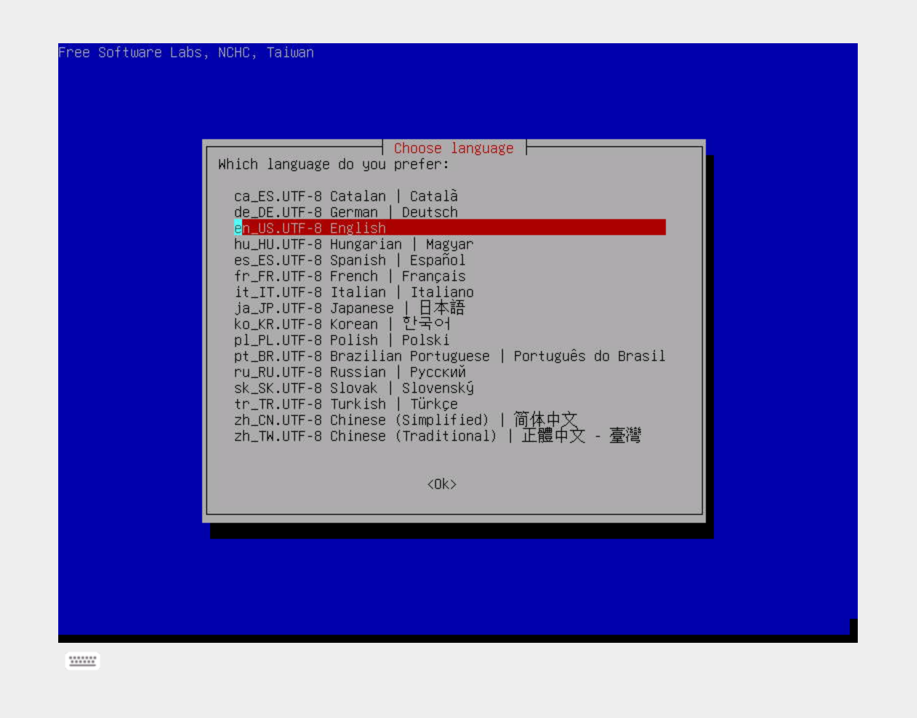 Free Software Labs, NCHC, Taiwan
Choose language
Which language do you prefer:
ca_ES.UTF-8 Catalan | Català
de_DE.UTF-8 German | Deutsch
en_US.UTF-8 English
hu_HU.UTF-8 Hungarian | Magyar
es_ES.UTF-8 Spanish | Español
fr_FR.UTF-8 French | Français
it_IT.UTF-8 Italian | Italiano
ja_JP.UTF-8 Japanese | 日本語
ko_KR.UTF-8 Korean | 한국어
pl_PL.UTF-8 Polish | Polski
pt_BR.UTF-8 Brazilian Portuguese | Português do Brasil
ru_RU.UTF-8 Russian | Русский
sk_SK.UTF-8 Slovak | Slovenský
tr_TR.UTF-8 Turkish | Türkçe
zh_CN.UTF-8 Chinese (Simplified) | 简体中文
zh_TW.UTF-8 Chinese (Traditional) | 正體中文 - 臺灣
<Ok>